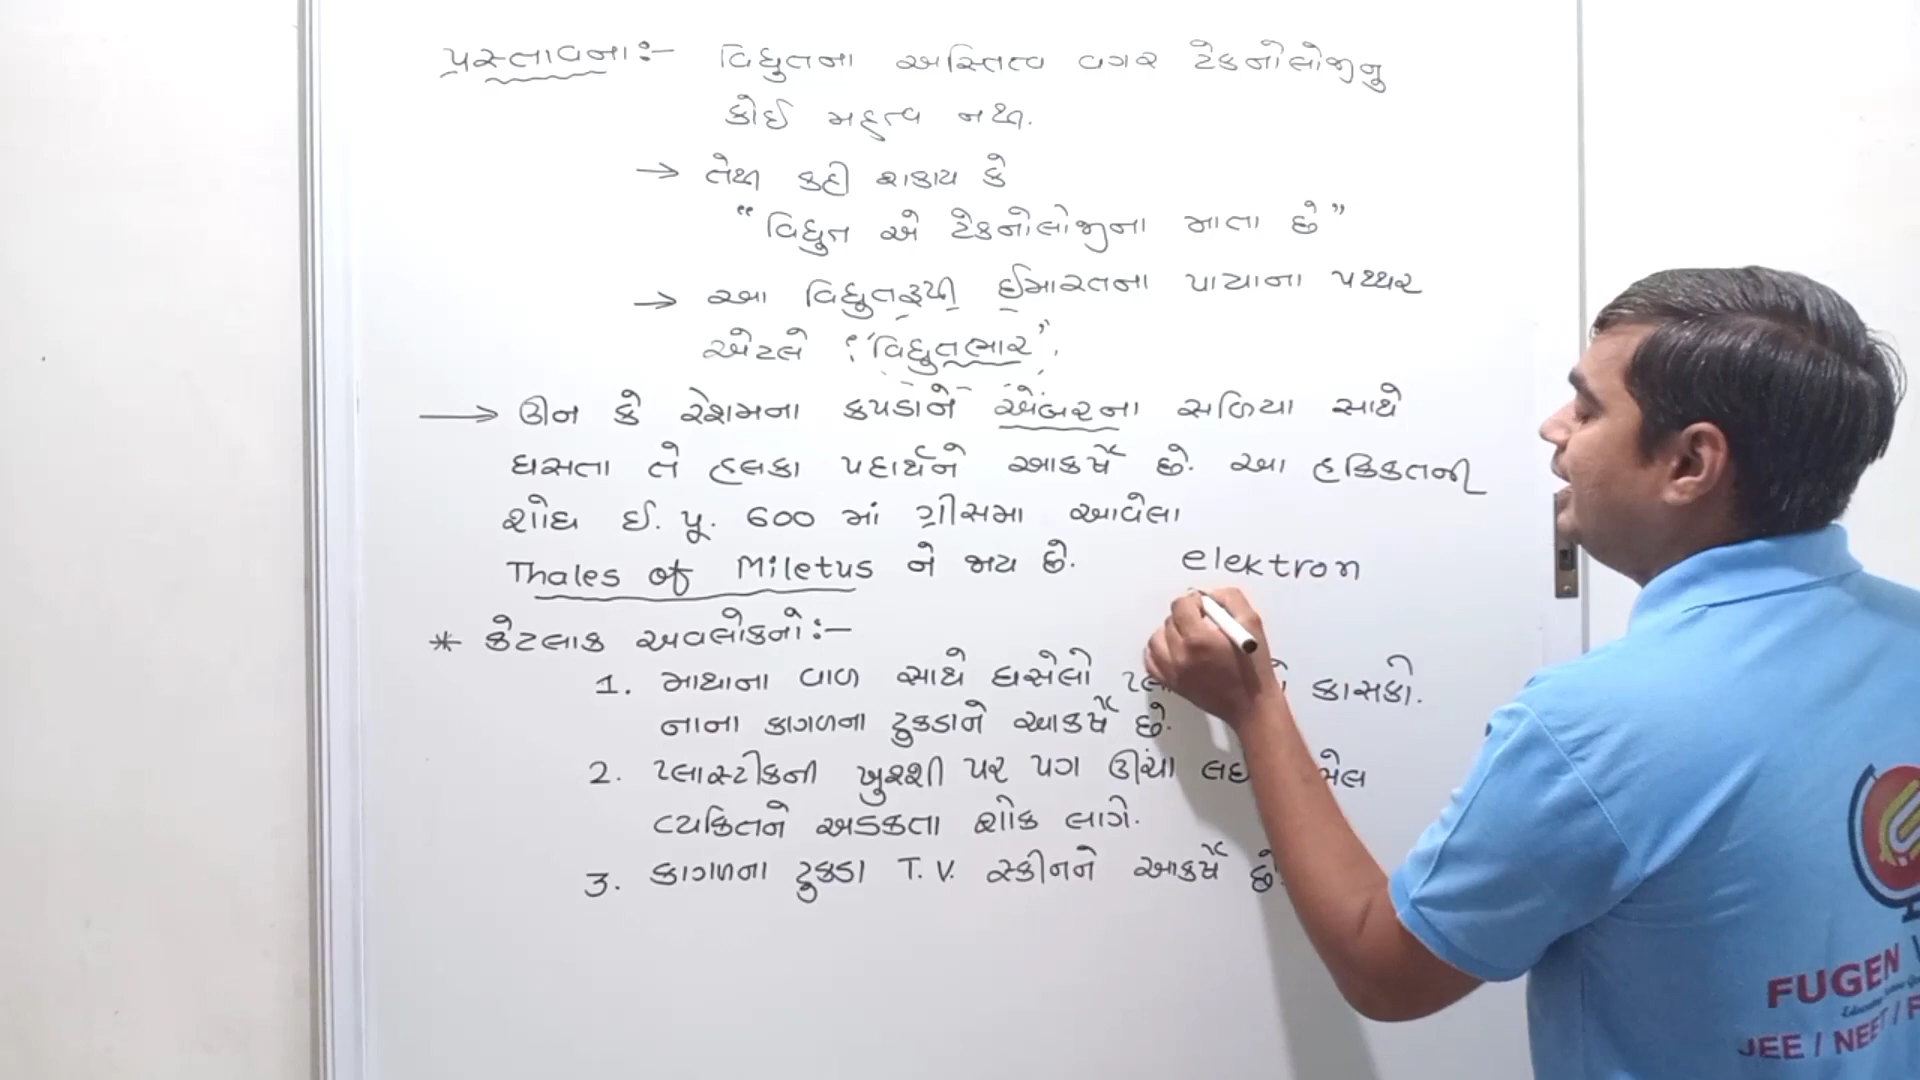 પ્રસ્તાવના :- વિદ્યુતના અસ્તિત્વ વગર ટેકનોલોજીનુ
કોઈ મહત્વ નથી.
→ તેથી કહી શકાય કે
"વિદ્યુત એ ટેકનોલોજીના માતા છે"
→ આ વિદ્યુતરૂપી ઈમારતના પાયાના પથ્થર
એટલે "વિદ્યુતભાર".
→ ઊન કે રેશમના કપડાને એંબરના સળિયા સાથે
ઘસતા તે હલકા પદાર્થને આકર્ષે છે. આ હકિકતની
શોધ ઈ. પૂ. 600 માં ગ્રીસમા આવેલા
Thales of Miletus ને જાય છે. elektron
* કેટલાક અવલોકનો :-
1. માથાના વાળ સાથે ઘસેલો કાસકો.
નાના કાગળના ટુકડાને આકર્ષે છે.
2. પ્લાસ્ટીકની ખુરશી પર પગ ઊંચા
વ્યકિતને અડકતા શોક લાગે.
3. કાગળના ટુકડા T.V. સ્ક્રીનને આકર્ષે છે.
FUGEN
JEE / NEET /